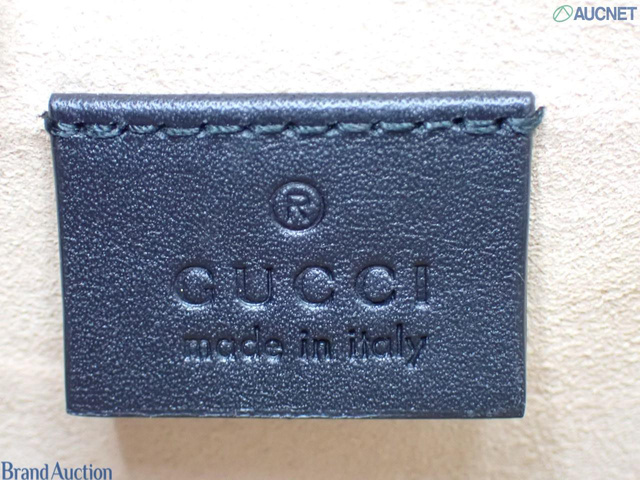 AUCNET
®
GUCCI
made in italy
Brand Auction